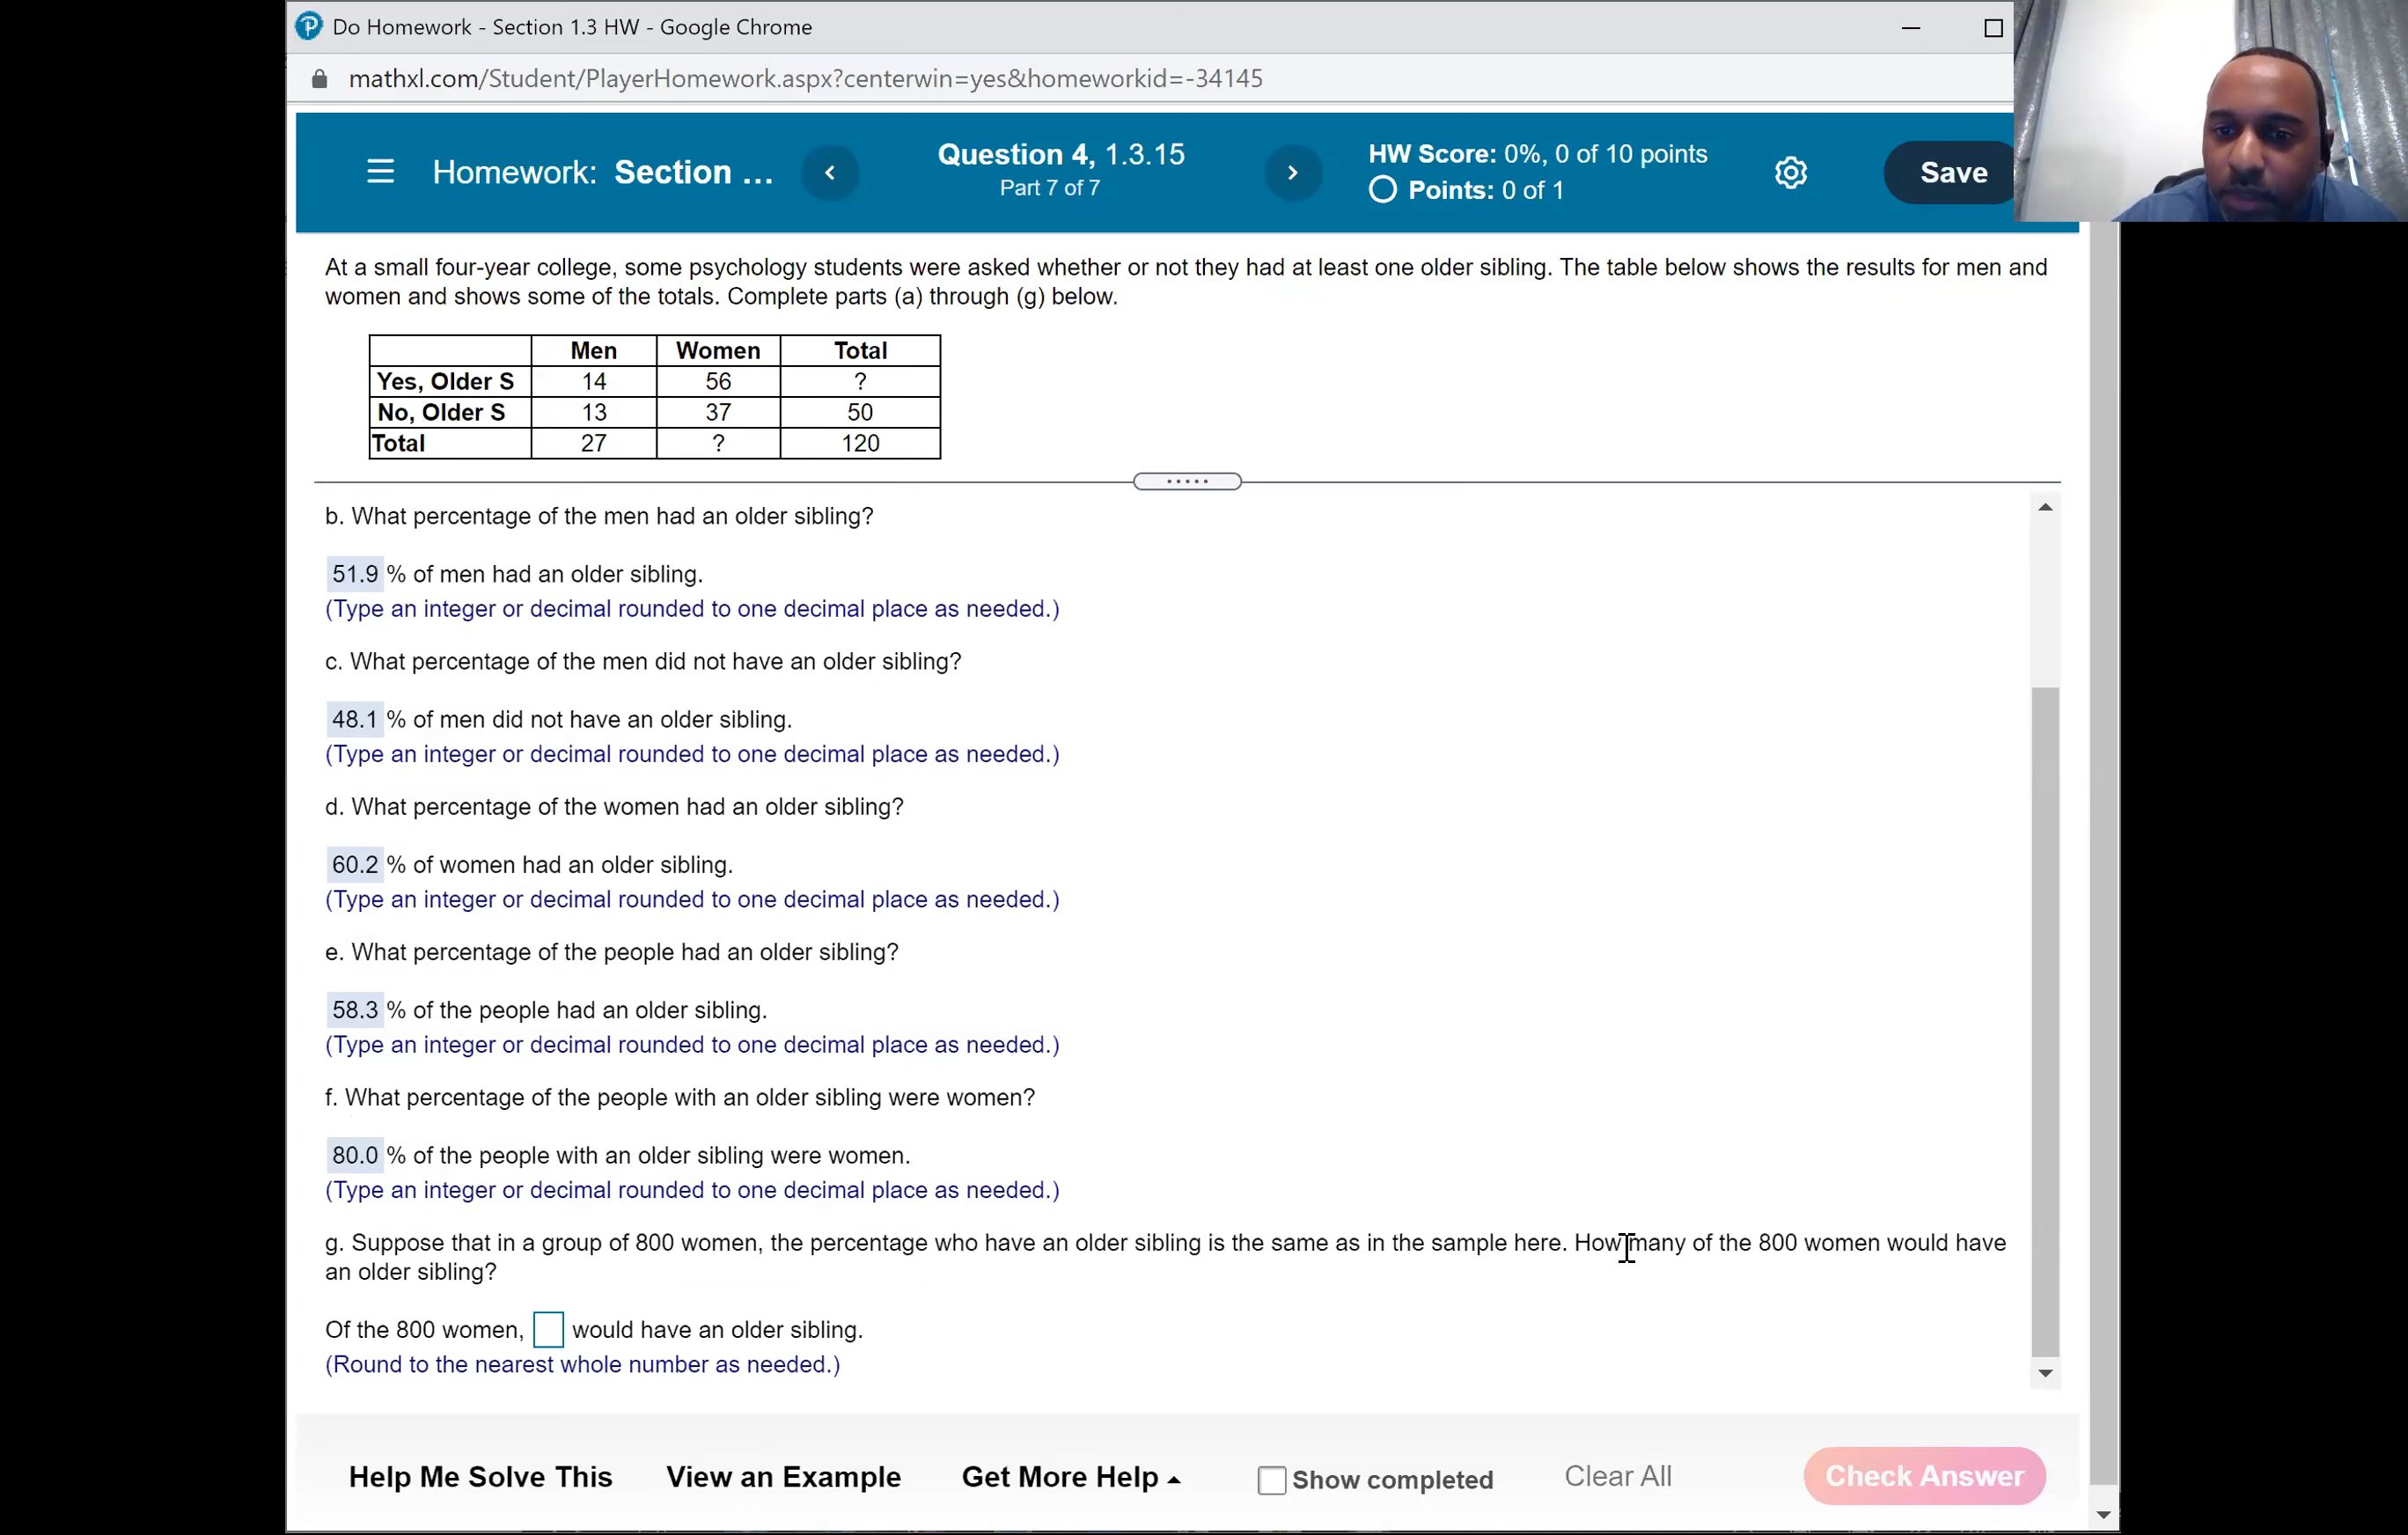 Do Homework - Section 1.3 HW - Google Chrome
mathxl.com/Student/PlayerHomework.aspx?centerwin=yes&homeworkid=-34145
Homework: Section ...
Question 4, 1.3.15
Part 7 of 7
HW Score: 0%, 0 of 10 points
Points: 0 of 1
Save
At a small four-year college, some psychology students were asked whether or not they had at least one older sibling. The table below shows the results for men and
women and shows some of the totals. Complete parts (a) through (g) below.
Men Women Total
Yes, Older S 14 56 ?
No, Older S 13 37 50
Total 27 ? 120
b. What percentage of the men had an older sibling?
51.9 % of men had an older sibling.
(Type an integer or decimal rounded to one decimal place as needed.)
c. What percentage of the men did not have an older sibling?
48.1 % of men did not have an older sibling.
(Type an integer or decimal rounded to one decimal place as needed.)
d. What percentage of the women had an older sibling?
60.2 % of women had an older sibling.
(Type an integer or decimal rounded to one decimal place as needed.)
e. What percentage of the people had an older sibling?
58.3 % of the people had an older sibling.
(Type an integer or decimal rounded to one decimal place as needed.)
f. What percentage of the people with an older sibling were women?
80.0 % of the people with an older sibling were women.
(Type an integer or decimal rounded to one decimal place as needed.)
g. Suppose that in a group of 800 women, the percentage who have an older sibling is the same as in the sample here. How many of the 800 women would have
an older sibling?
Of the 800 women, would have an older sibling.
(Round to the nearest whole number as needed.)
Help Me Solve This View an Example Get More Help Show completed Clear All Check Answer